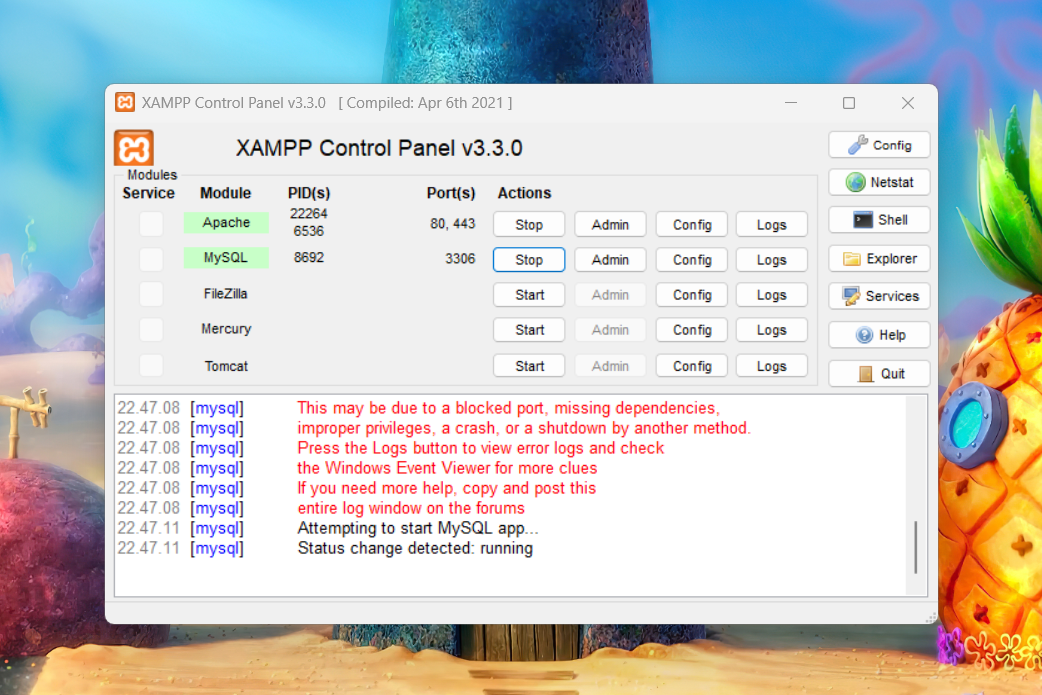 XAMPP Control Panel v3.3.0 [ Compiled: Apr 6th 2021 ]
XAMPP Control Panel v3.3.0
Config
Modules
Service Module PID(s) Port(s) Actions
Netstat
Apache 22264 6536 80, 443 Stop Admin Config Logs
Shell
MySQL 8692 3306 Stop Admin Config Logs
Explorer
FileZilla Start Admin Config Logs
Services
Mercury Start Admin Config Logs
Help
Tomcat Start Admin Config Logs
Quit
22.47.08 [mysql] This may be due to a blocked port, missing dependencies,
22.47.08 [mysql] improper privileges, a crash, or a shutdown by another method.
22.47.08 [mysql] Press the Logs button to view error logs and check
22.47.08 [mysql] the Windows Event Viewer for more clues
22.47.08 [mysql] If you need more help, copy and post this
22.47.08 [mysql] entire log window on the forums
22.47.11 [mysql] Attempting to start MySQL app...
22.47.11 [mysql] Status change detected: running